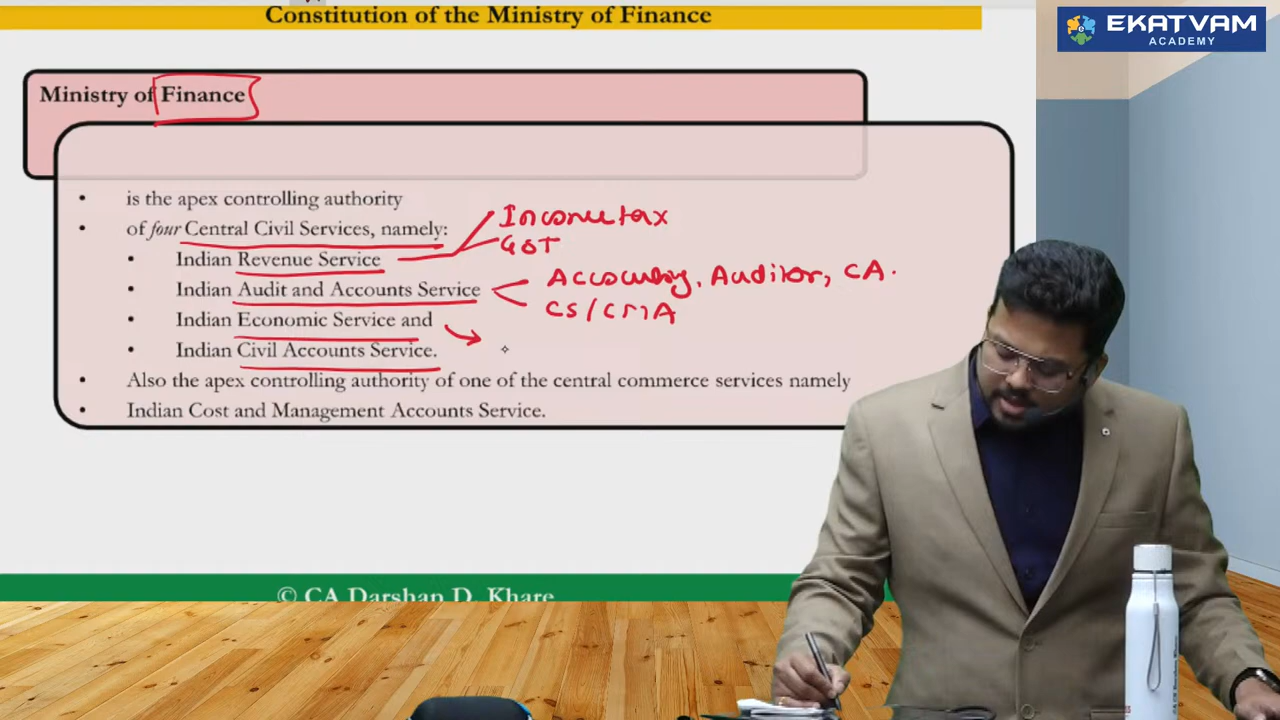 Constitution of the Ministry of Finance
EKATVAM
ACADEMY
Ministry of Finance
• is the apex controlling authority
• of four Central Civil Services, namely:
• Indian Revenue Service
Income tax
GST
• Indian Audit and Accounts Service
Accounting, Auditor, CA.
CS/CMA
• Indian Economic Service and
• Indian Civil Accounts Service.
• Also the apex controlling authority of one of the central commerce services namely
• Indian Cost and Management Accounts Service.
© CA Darshan D. Khare